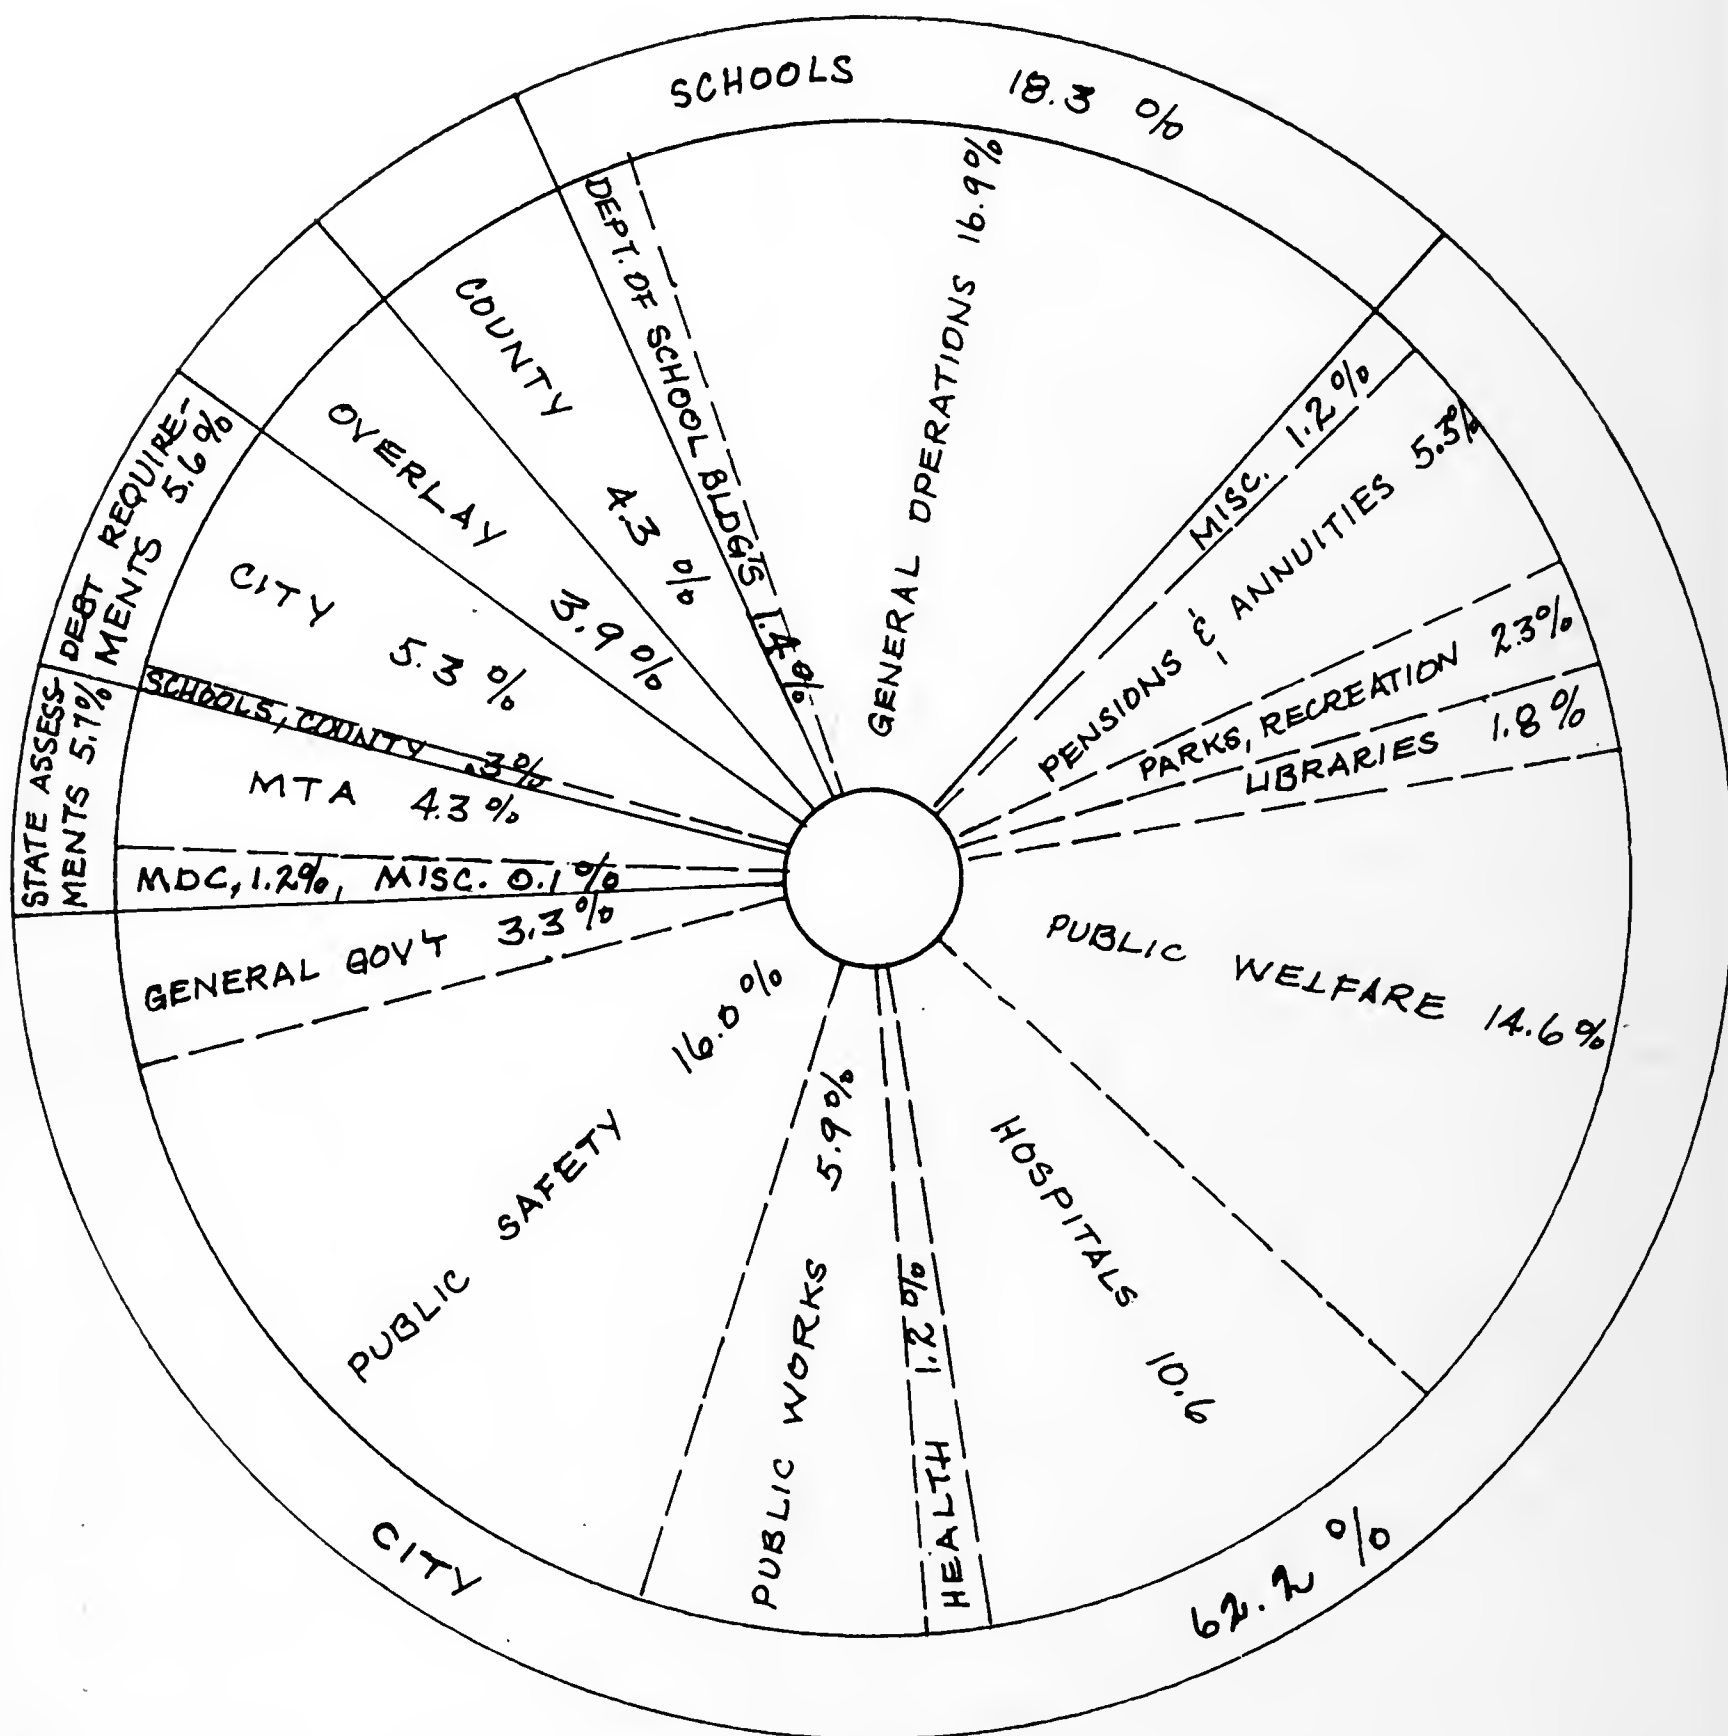 SCHOOLS 18.3 %
DEPT. OF SCHOOL BLDGTS 1.4%
GENERAL OPERATIONS 16.9%
COUNTY 4.3 %
OVERLAY 3.9 %
DEBT REQUIRE-
MENTS 5.6%
CITY 5.3 %
SCHOOLS, COUNTY .3%
STATE ASSESS-
MENTS 5.7%
MTA 4.3 %
MDC, 1.2%, MISC. 0.1 %
GENERAL GOV'T 3.3 %
PUBLIC SAFETY 16.0 %
PUBLIC WORKS 5.9%
HEALTH 1.2 %
HOSPITALS 10.6
PUBLIC WELFARE 14.6 %
LIBRARIES 1.8 %
PARKS, RECREATION 2.3%
PENSIONS & ANNUITIES 5.3%
MISC. 1.2 %
CITY 62.2 %